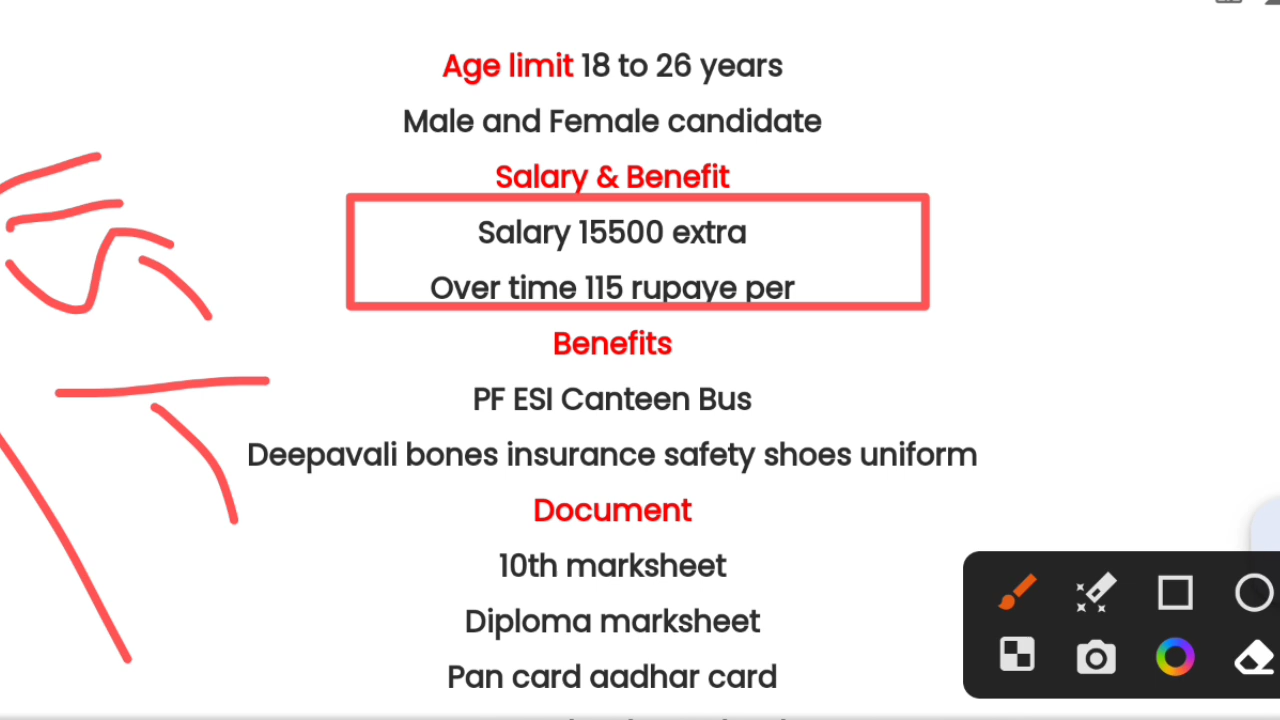 Age limit 18 to 26 years
Male and Female candidate
Salary & Benefit
Salary 15500 extra
Over time 115 rupaye per
Benefits
PF ESI Canteen Bus
Deepavali bones insurance safety shoes uniform
Document
10th marksheet
Diploma marksheet
Pan card aadhar card